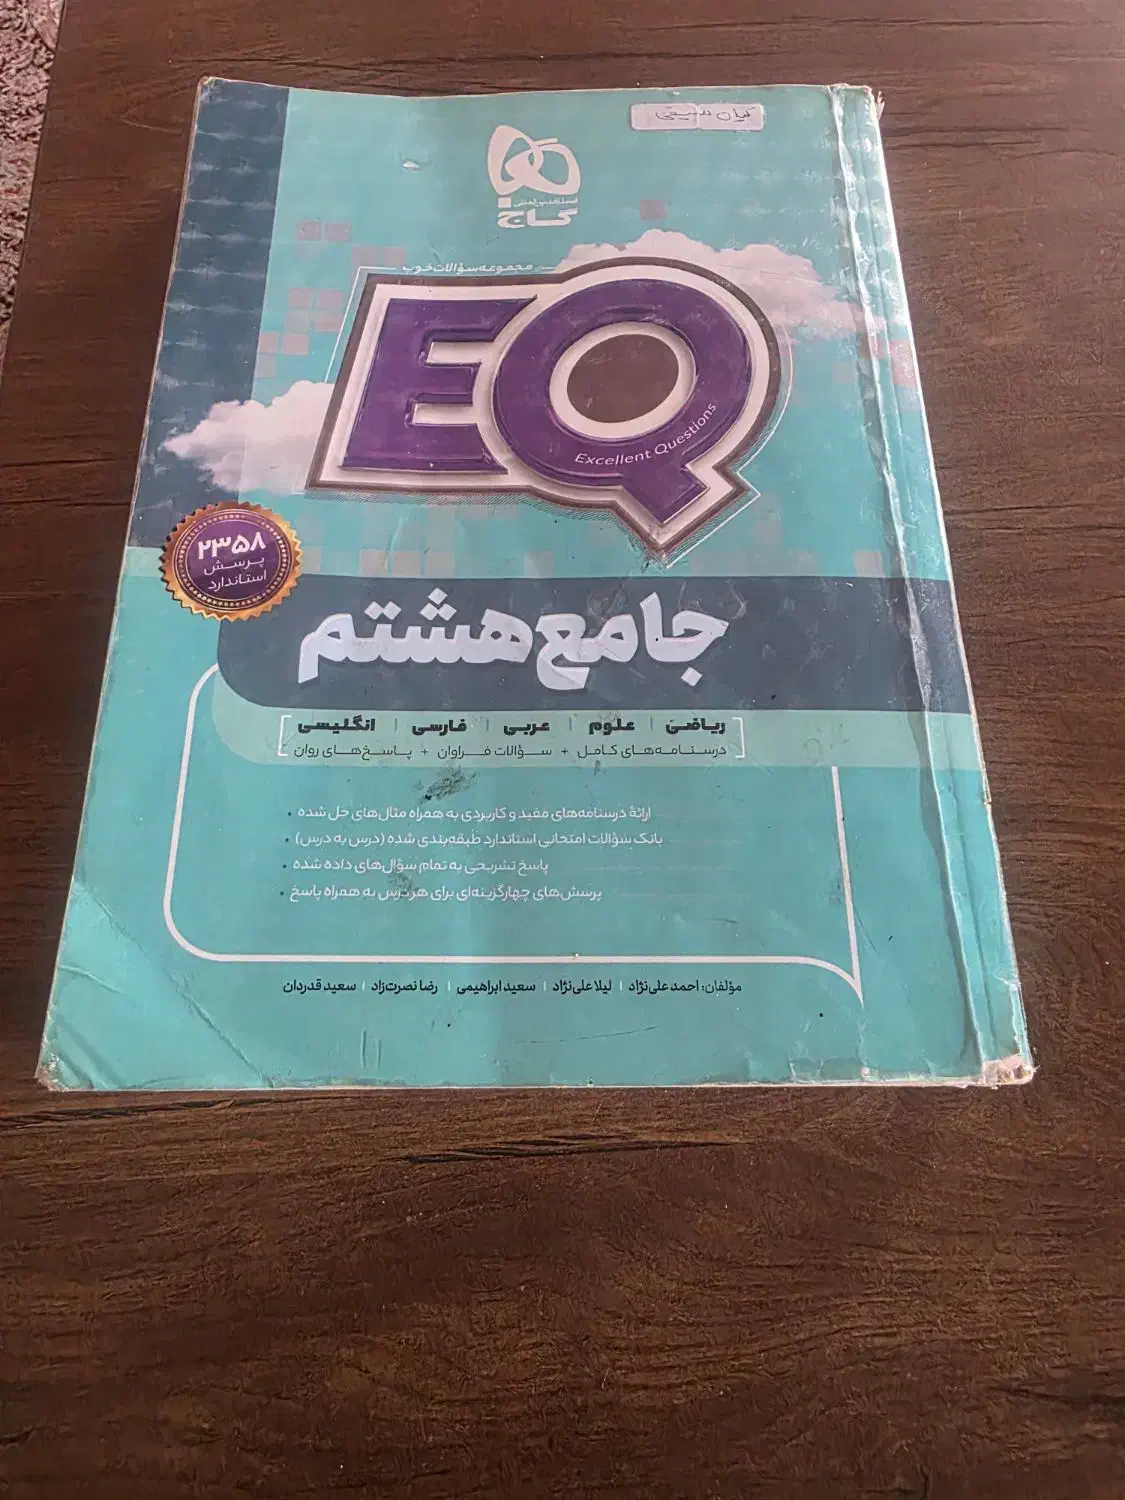 کیان
انتشارات بین‌المللی
گاج
مجموعه سؤالات خوب
EQ
Excellent Questions
۲۳۵۸
پرسش
استاندارد
جامع هشتم
[ ریاضی | علوم | عربی | فارسی | انگلیسی
درسنامه‌های کامل + سؤالات فراوان + پاسخ‌های روان ]
ارائهٔ درسنامه‌های مفید و کاربردی به همراه مثال‌های حل شده •
بانک سؤالات امتحانی استاندارد طبقه‌بندی شده (درس به درس) •
پاسخ تشریحی به تمام سؤال‌های داده شده •
پرسش‌های چهارگزینه‌ای برای هر درس به همراه پاسخ •
مؤلفان: احمد علی‌نژاد | لیلا علی‌نژاد | سعید ابراهیمی | رضا نصرت‌زاد | سعید قدردان